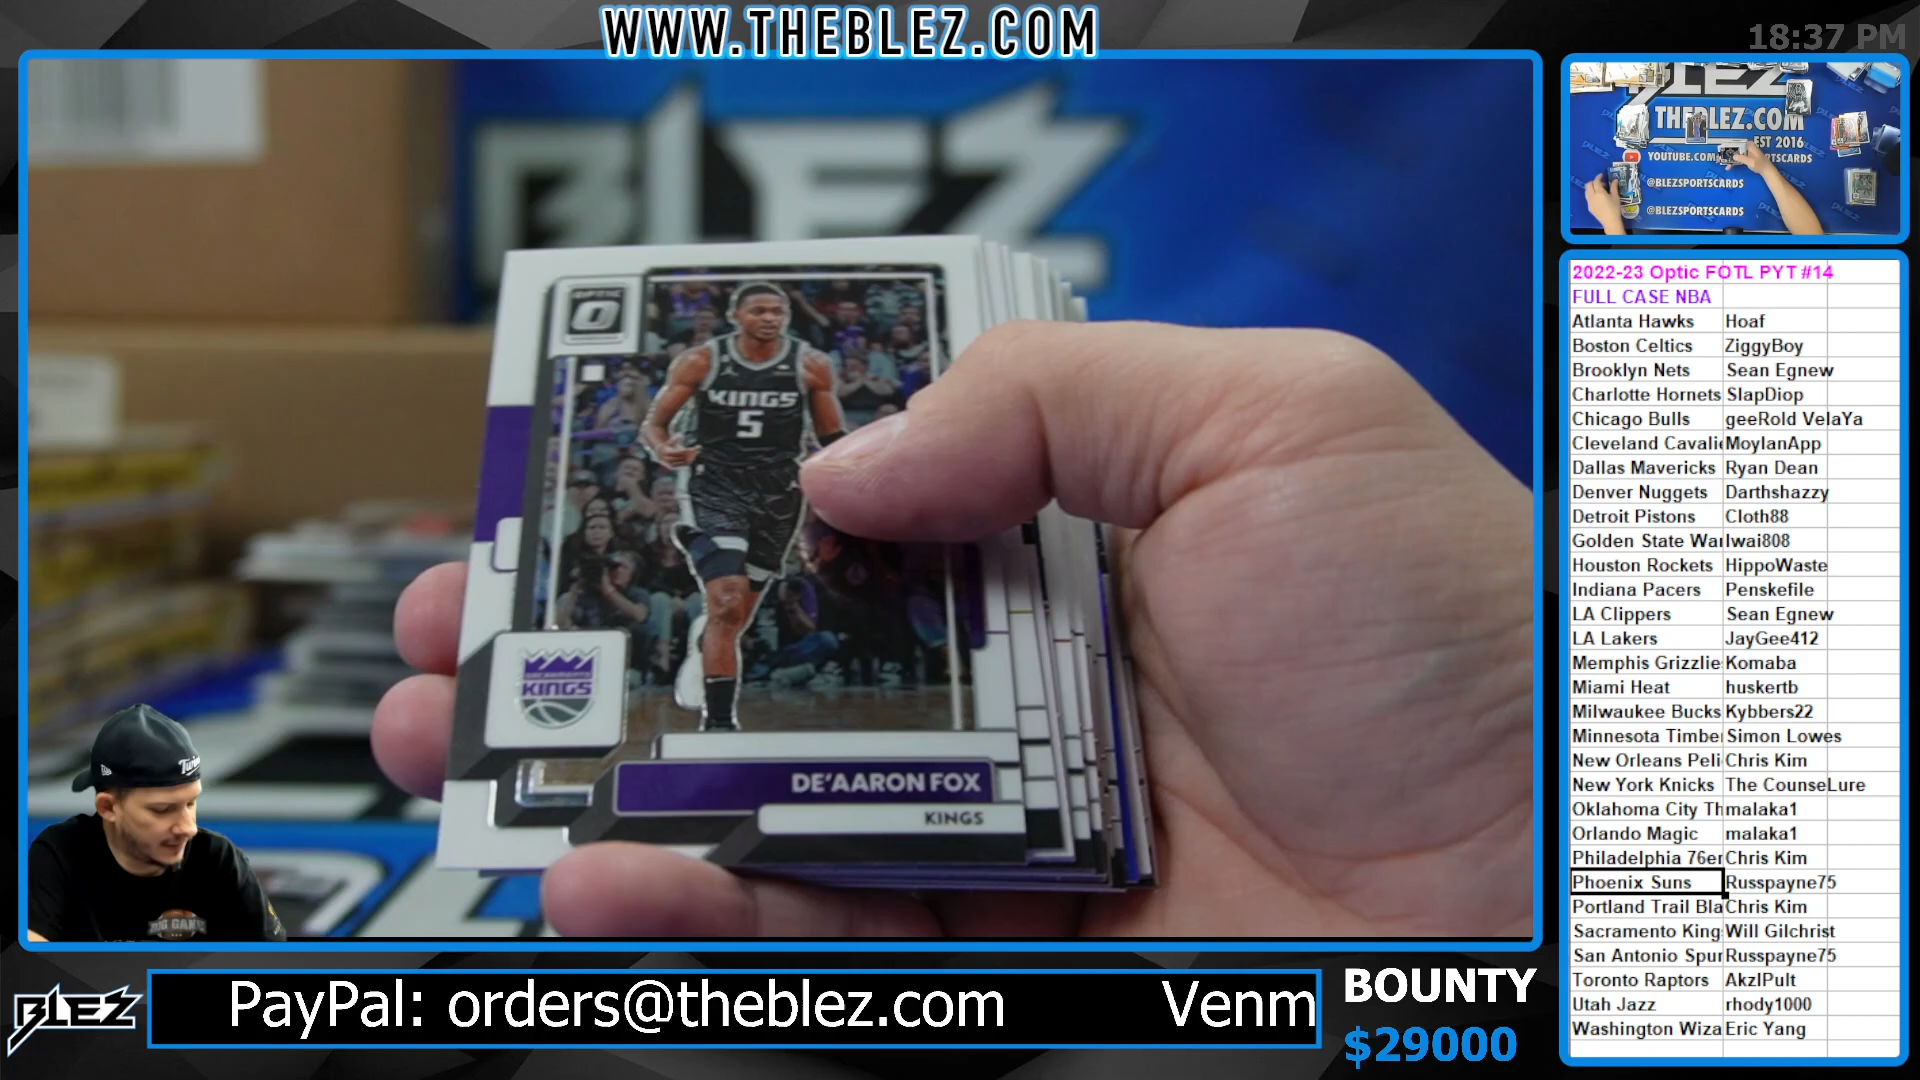 WWW.THEBLEZ.COM
18:37 PM
BLEZ
OPTIC
O
KINGS
5
SACRAMENTO
KINGS
DE'AARON FOX
KINGS
BLEZ
THEBLEZ.COM
EST 2016
YOUTUBE.COM
@BLEZSPORTSCARDS
@BLEZSPORTSCARDS
2022-23 Optic FOTL PYT #14
FULL CASE NBA
Atlanta Hawks Hoaf
Boston Celtics ZiggyBoy
Brooklyn Nets Sean Egnew
Charlotte Hornets SlapDiop
Chicago Bulls geeRold VelaYa
Cleveland Cavalie MoylanApp
Dallas Mavericks Ryan Dean
Denver Nuggets Darthshazzy
Detroit Pistons Cloth88
Golden State War Iwai808
Houston Rockets HippoWaste
Indiana Pacers Penskefile
LA Clippers Sean Egnew
LA Lakers JayGee412
Memphis Grizzlie Komaba
Miami Heat huskertb
Milwaukee Bucks Kybbers22
Minnesota Timbe Simon Lowes
New Orleans Peli Chris Kim
New York Knicks The CounseLure
Oklahoma City Th malaka1
Orlando Magic malaka1
Philadelphia 76er Chris Kim
Phoenix Suns Russpayne75
Portland Trail Bla Chris Kim
Sacramento King Will Gilchrist
San Antonio Spur Russpayne75
Toronto Raptors AkzlPult
Utah Jazz rhody1000
Washington Wiza Eric Yang
BLEZ
PayPal: orders@theblez.com Venm
BOUNTY
$29000